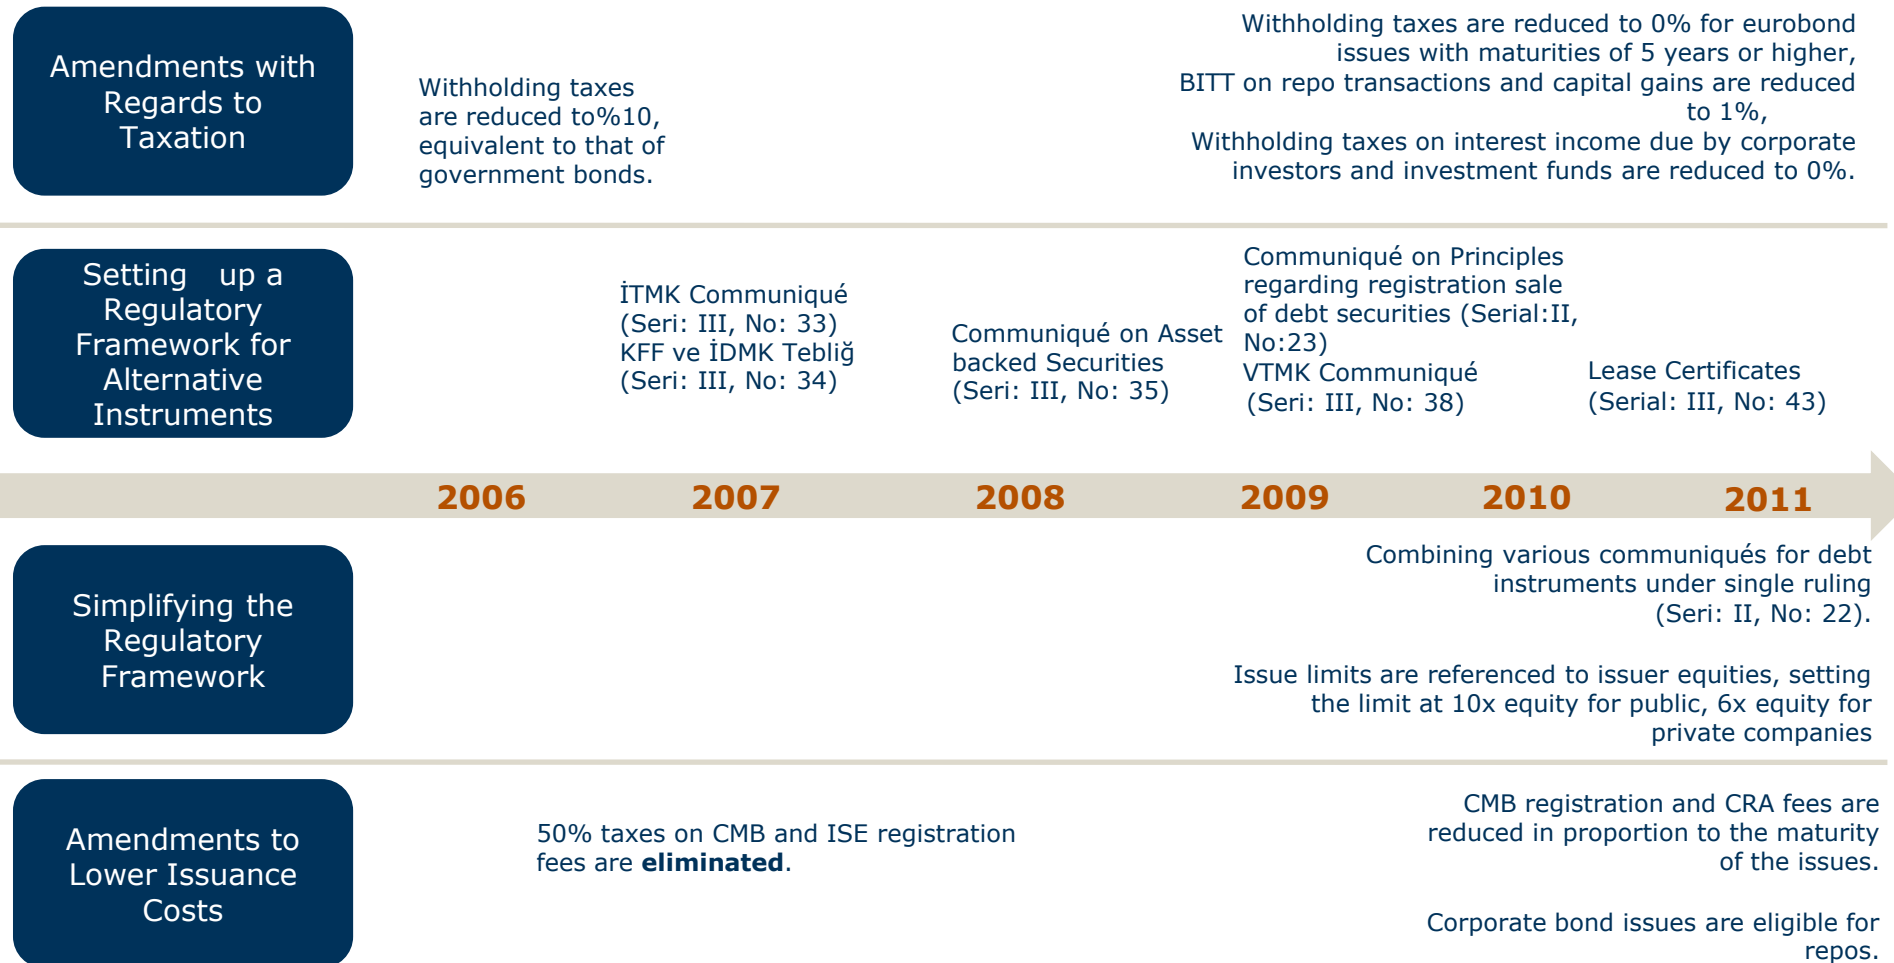 Amendments with
Regards to
Taxation
Withholding taxes
are reduced to%10,
equivalent to that of
government bonds.
Withholding taxes are reduced to 0% for eurobond
issues with maturities of 5 years or higher,
BITT on repo transactions and capital gains are reduced
to 1%,
Withholding taxes on interest income due by corporate
investors and investment funds are reduced to 0%.
Setting up a
Regulatory
Framework for
Alternative
Instruments
İTMK Communiqué
(Seri: III, No: 33)
KFF ve İDMK Tebliğ
(Seri: III, No: 34)
Communiqué on Asset
backed Securities
(Seri: III, No: 35)
Communiqué on Principles
regarding registration sale
of debt securities (Serial:II,
No:23)
VTMK Communiqué
(Seri: III, No: 38)
Lease Certificates
(Serial: III, No: 43)
2006 2007 2008 2009 2010 2011
Simplifying the
Regulatory
Framework
Combining various communiqués for debt
instruments under single ruling
(Seri: II, No: 22).
Issue limits are referenced to issuer equities, setting
the limit at 10x equity for public, 6x equity for
private companies
Amendments to
Lower Issuance
Costs
50% taxes on CMB and ISE registration
fees are eliminated.
CMB registration and CRA fees are
reduced in proportion to the maturity
of the issues.
Corporate bond issues are eligible for
repos.